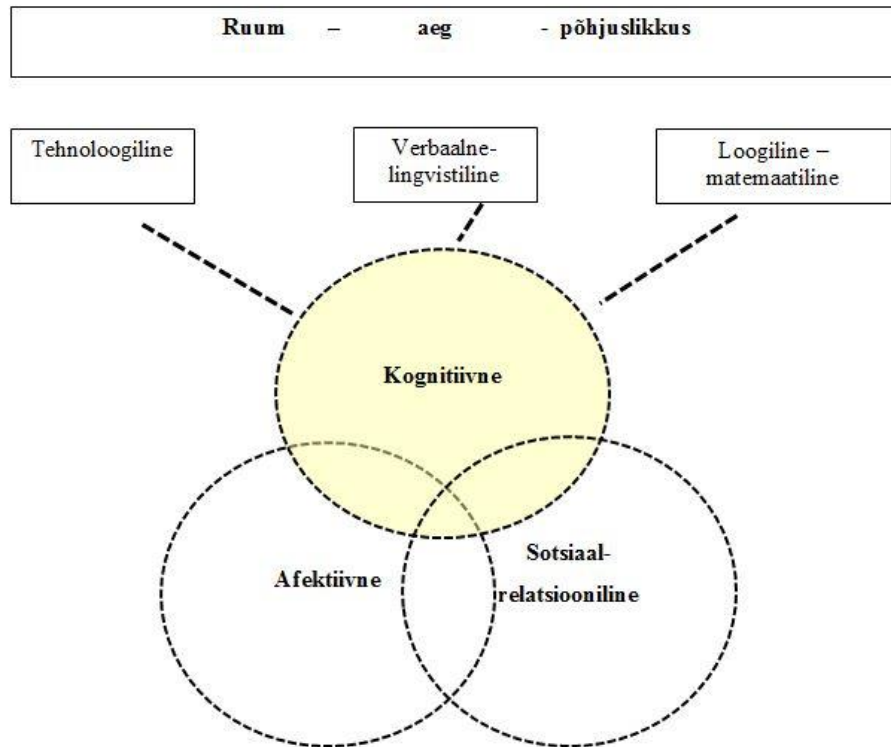 Ruum – aeg - põhjuslikkus
Tehnoloogiline
Verbaalne-
lingvistiline
Loogiline –
matemaatiline
Kognitiivne
Afektiivne
Sotsiaal-
relatsiooniline